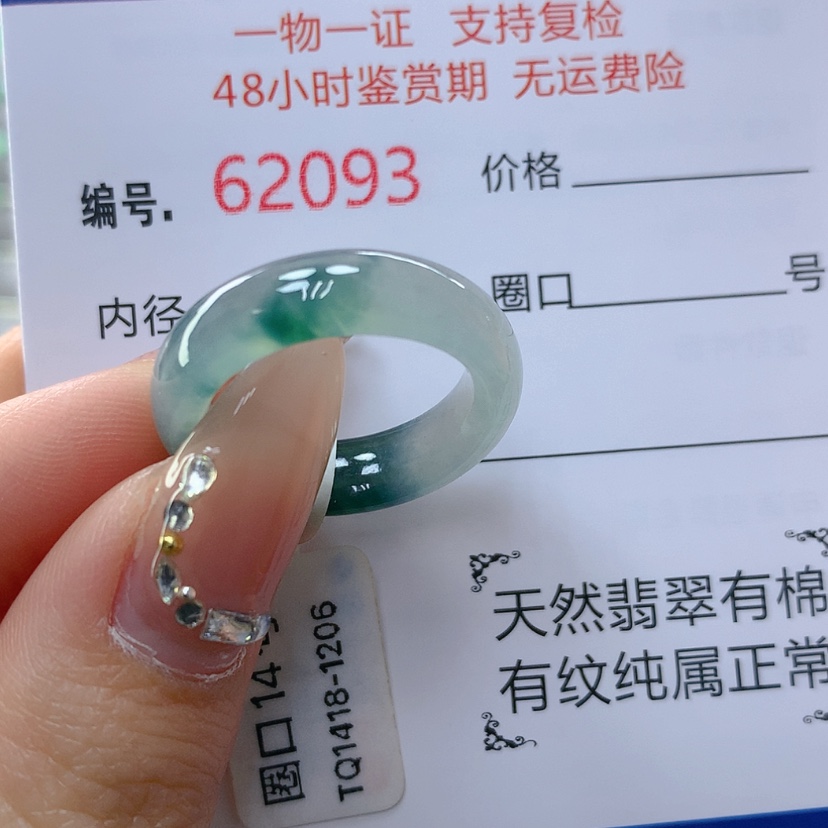 一物一证 支持复检
48小时鉴赏期 无运费险
编号. 62093 价格
内径 圈口 号
天然翡翠有棉
有纹纯属正常
圈口14
TQ1418-1206